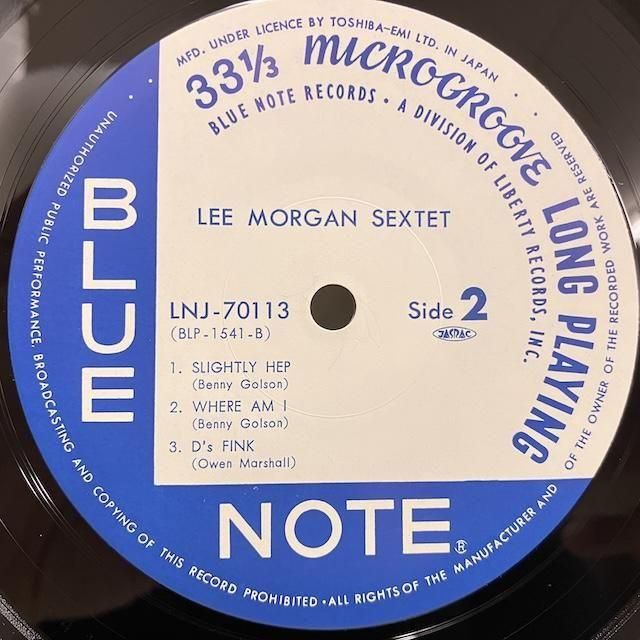 MFD. UNDER LICENCE BY TOSHIBA-EMI LTD. IN JAPAN
33⅓ MICROGROOVE LONG PLAYING
BLUE NOTE RECORDS • A DIVISION OF LIBERTY RECORDS, INC.
BLUE
LEE MORGAN SEXTET
LNJ-70113
(BLP-1541-B)
Side 2
JASRAC
1. SLIGHTLY HEP
(Benny Golson)
2. WHERE AM I
(Benny Golson)
3. D's FINK
(Owen Marshall)
NOTE®
UNAUTHORIZED PUBLIC PERFORMANCE, BROADCASTING AND COPYING OF THIS RECORD PROHIBITED • ALL RIGHTS OF THE MANUFACTURER AND OF THE OWNER OF THE RECORDED WORK ARE RESERVED